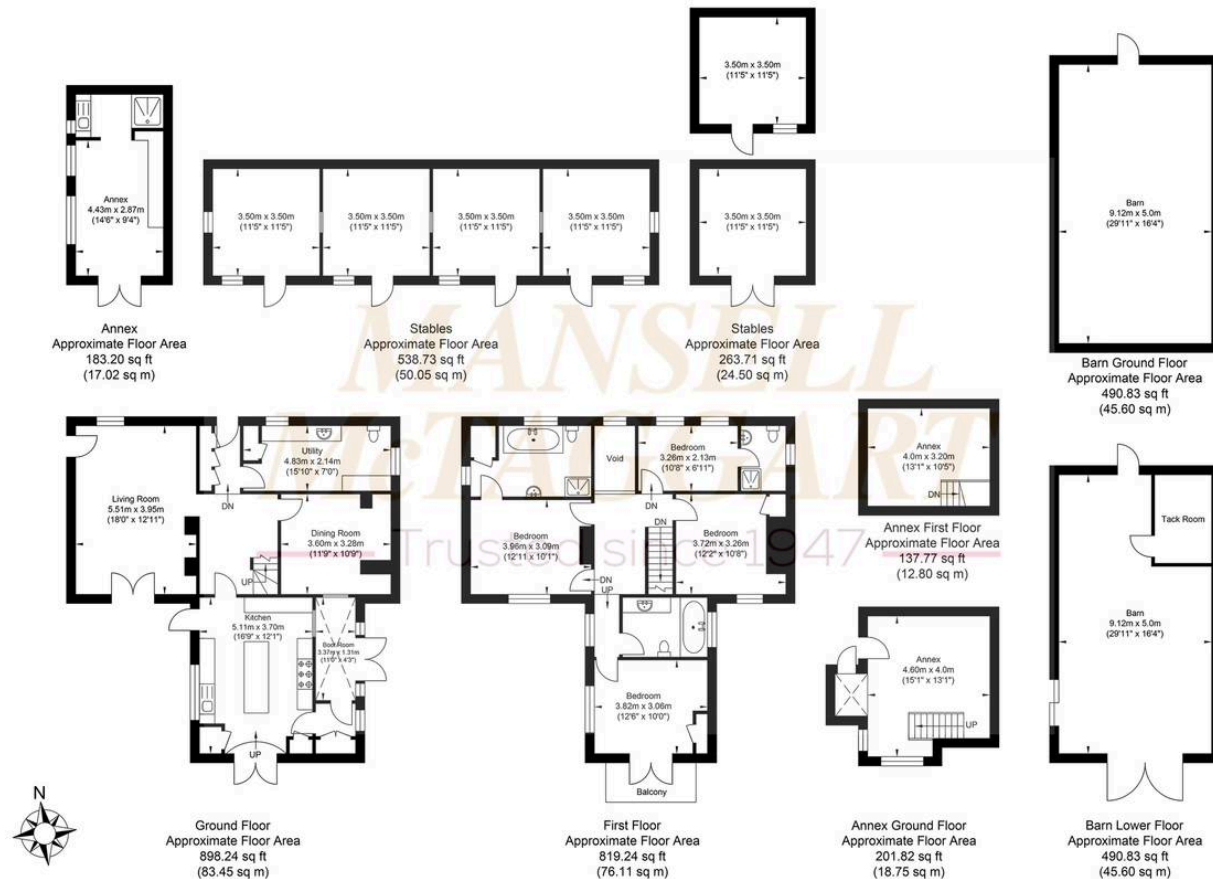 3.50m x 3.50m
(11'5" x 11'5")
Annex
4.43m x 2.87m
(14'6" x 9'4")
3.50m x 3.50m
(11'5" x 11'5")
3.50m x 3.50m
(11'5" x 11'5")
3.50m x 3.50m
(11'5" x 11'5")
3.50m x 3.50m
(11'5" x 11'5")
3.50m x 3.50m
(11'5" x 11'5")
Barn
9.12m x 5.0m
(29'11" x 16'4")
Annex
Approximate Floor Area
183.20 sq ft
(17.02 sq m)
Stables
Approximate Floor Area
538.73 sq ft
(50.05 sq m)
Stables
Approximate Floor Area
263.71 sq ft
(24.50 sq m)
Barn Ground Floor
Approximate Floor Area
490.83 sq ft
(45.60 sq m)
MANSELL
McTAGGART
Trusted since 1947
Living Room
5.51m x 3.95m
(18'0" x 12'11")
Utility
4.83m x 2.14m
(15'10" x 7'0")
DN
Dining Room
3.60m x 3.28m
(11'9" x 10'9")
UP
Kitchen
5.11m x 3.70m
(16'9" x 12'1")
Boot Room
3.37m x 1.31m
(11'0" x 4'3")
UP
Void
Bedroom
3.26m x 2.13m
(10'8" x 6'11")
DN
DN
Bedroom
3.96m x 3.09m
(12'11" x 10'1")
Bedroom
3.72m x 3.26m
(12'2" x 10'8")
DN
UP
Bedroom
3.82m x 3.06m
(12'6" x 10'0")
Balcony
Annex
4.0m x 3.20m
(13'1" x 10'5")
DN
Annex First Floor
Approximate Floor Area
137.77 sq ft
(12.80 sq m)
Annex
4.60m x 4.0m
(15'1" x 13'1")
UP
Tack Room
Barn
9.12m x 5.0m
(29'11" x 16'4")
N
Ground Floor
Approximate Floor Area
898.24 sq ft
(83.45 sq m)
First Floor
Approximate Floor Area
819.24 sq ft
(76.11 sq m)
Annex Ground Floor
Approximate Floor Area
201.82 sq ft
(18.75 sq m)
Barn Lower Floor
Approximate Floor Area
490.83 sq ft
(45.60 sq m)